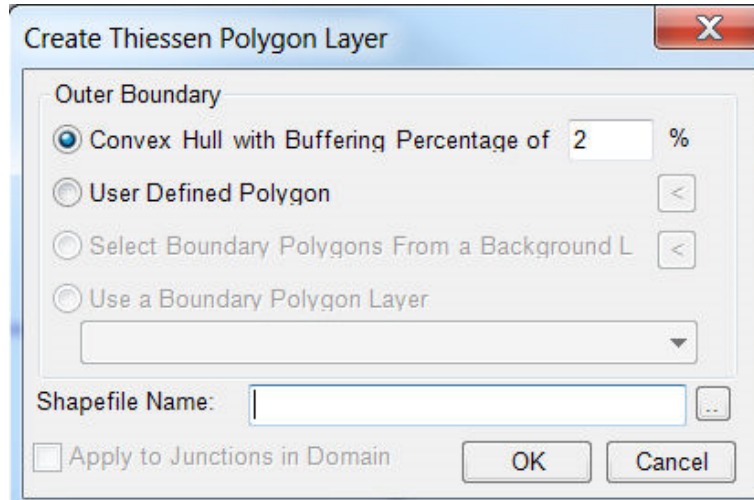 Create Thiessen Polygon Layer
Outer Boundary
Convex Hull with Buffering Percentage of 2 %
User Defined Polygon <
Select Boundary Polygons From a Background L <
Use a Boundary Polygon Layer
Shapefile Name: ..
Apply to Junctions in Domain OK Cancel